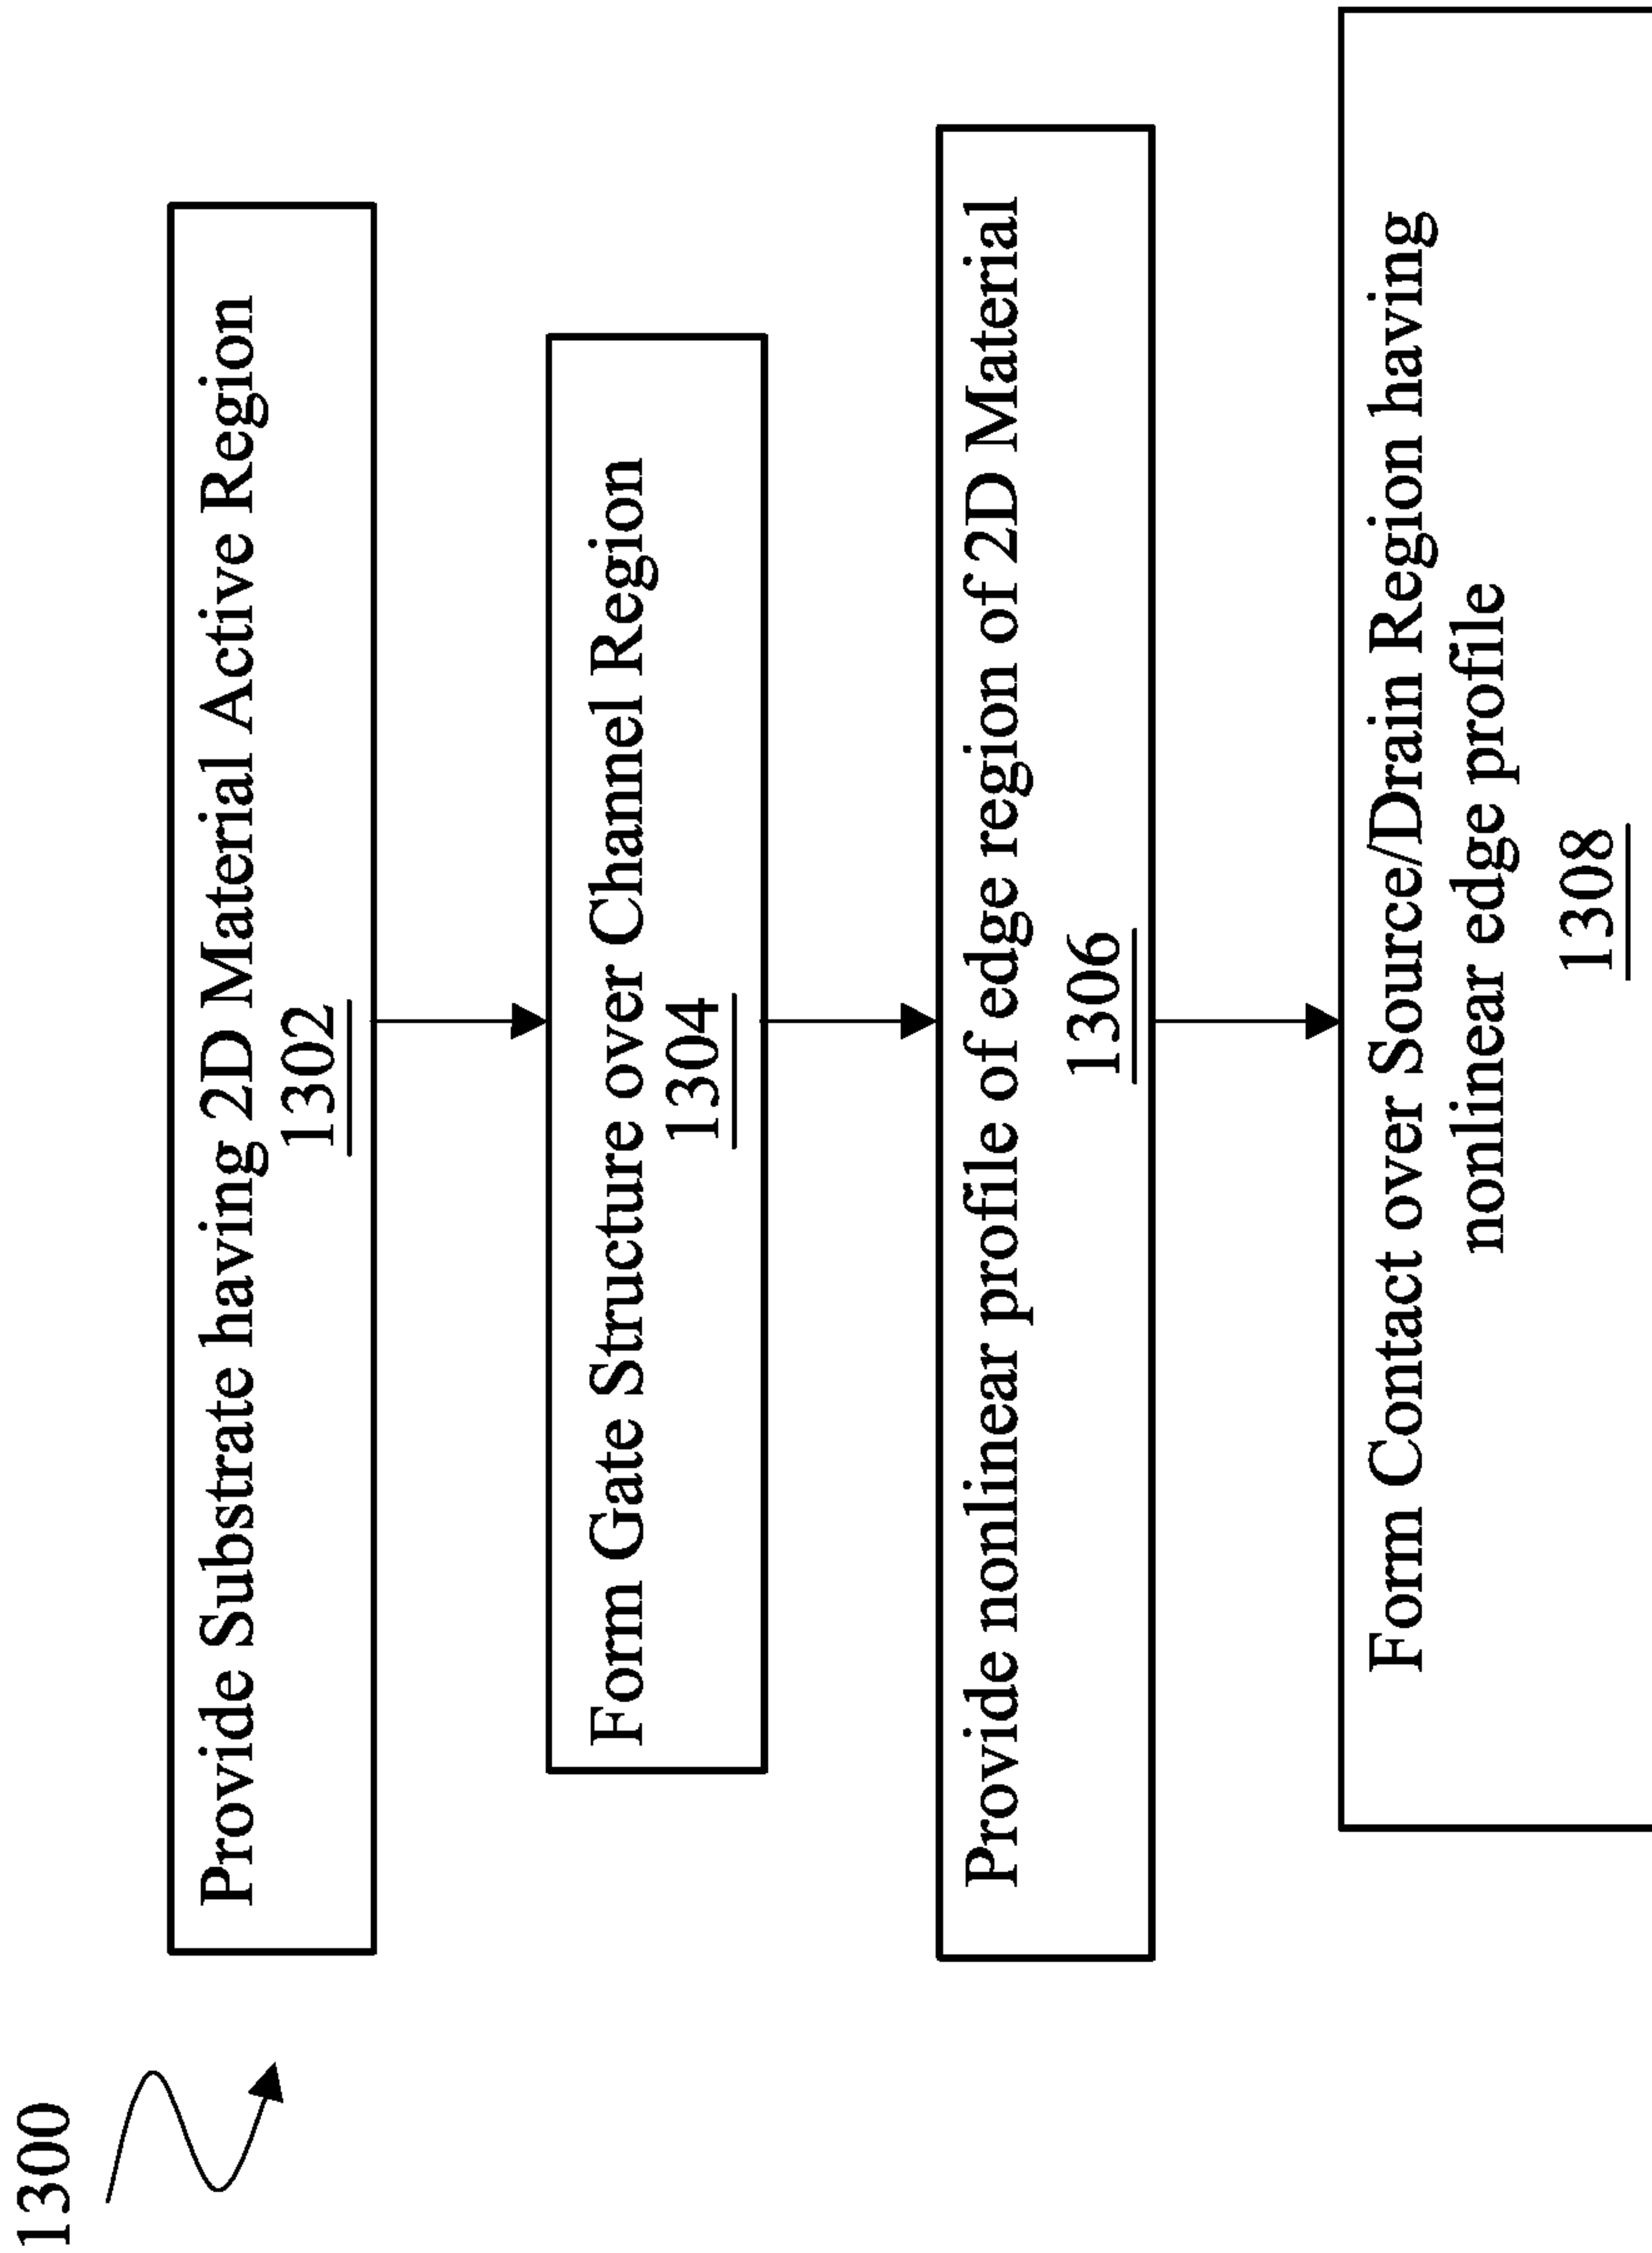 1300
Provide Substrate having 2D Material Active Region
1302
Form Gate Structure over Channel Region
1304
Provide nonlinear profile of edge region of 2D Material
1306
Form Contact over Source/Drain Region having
nonlinear edge profile
1308